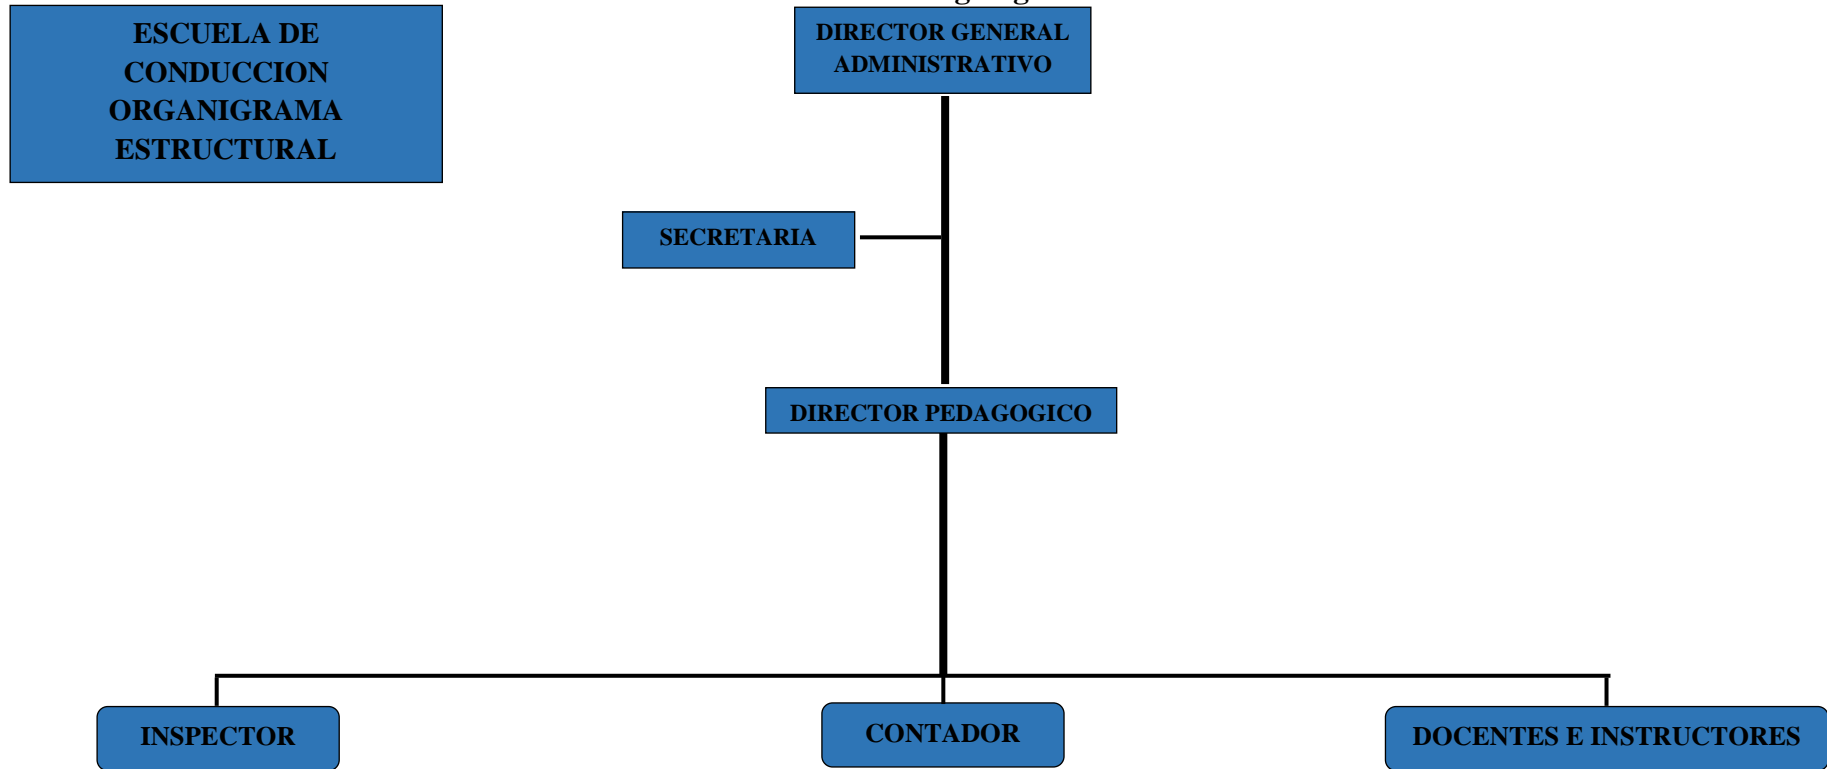 ESCUELA DE
CONDUCCION
ORGANIGRAMA
ESTRUCTURAL
DIRECTOR GENERAL
ADMINISTRATIVO
SECRETARIA
DIRECTOR PEDAGOGICO
INSPECTOR
CONTADOR
DOCENTES E INSTRUCTORES